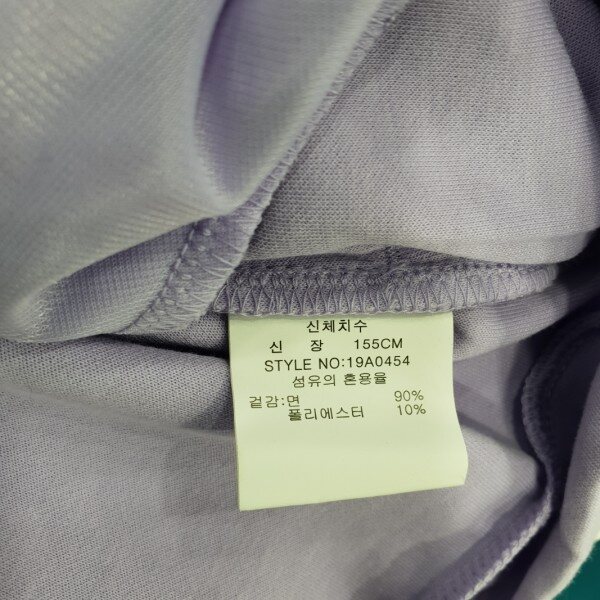 신체치수
신 장 155CM
STYLE NO:19A0454
섬유의 혼용율
겉감:면 90%
폴리에스터 10%